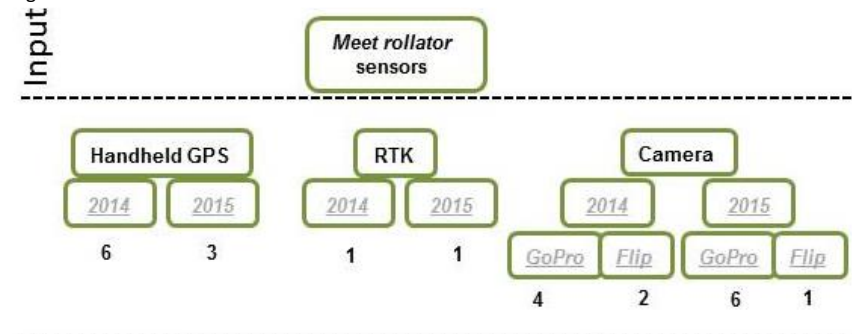 Input
Meet rollator
sensors
Handheld GPS
RTK
Camera
2014
2015
2014
2015
2014
2015
GoPro
Flip
GoPro
Flip
6
3
1
1
4
2
6
1